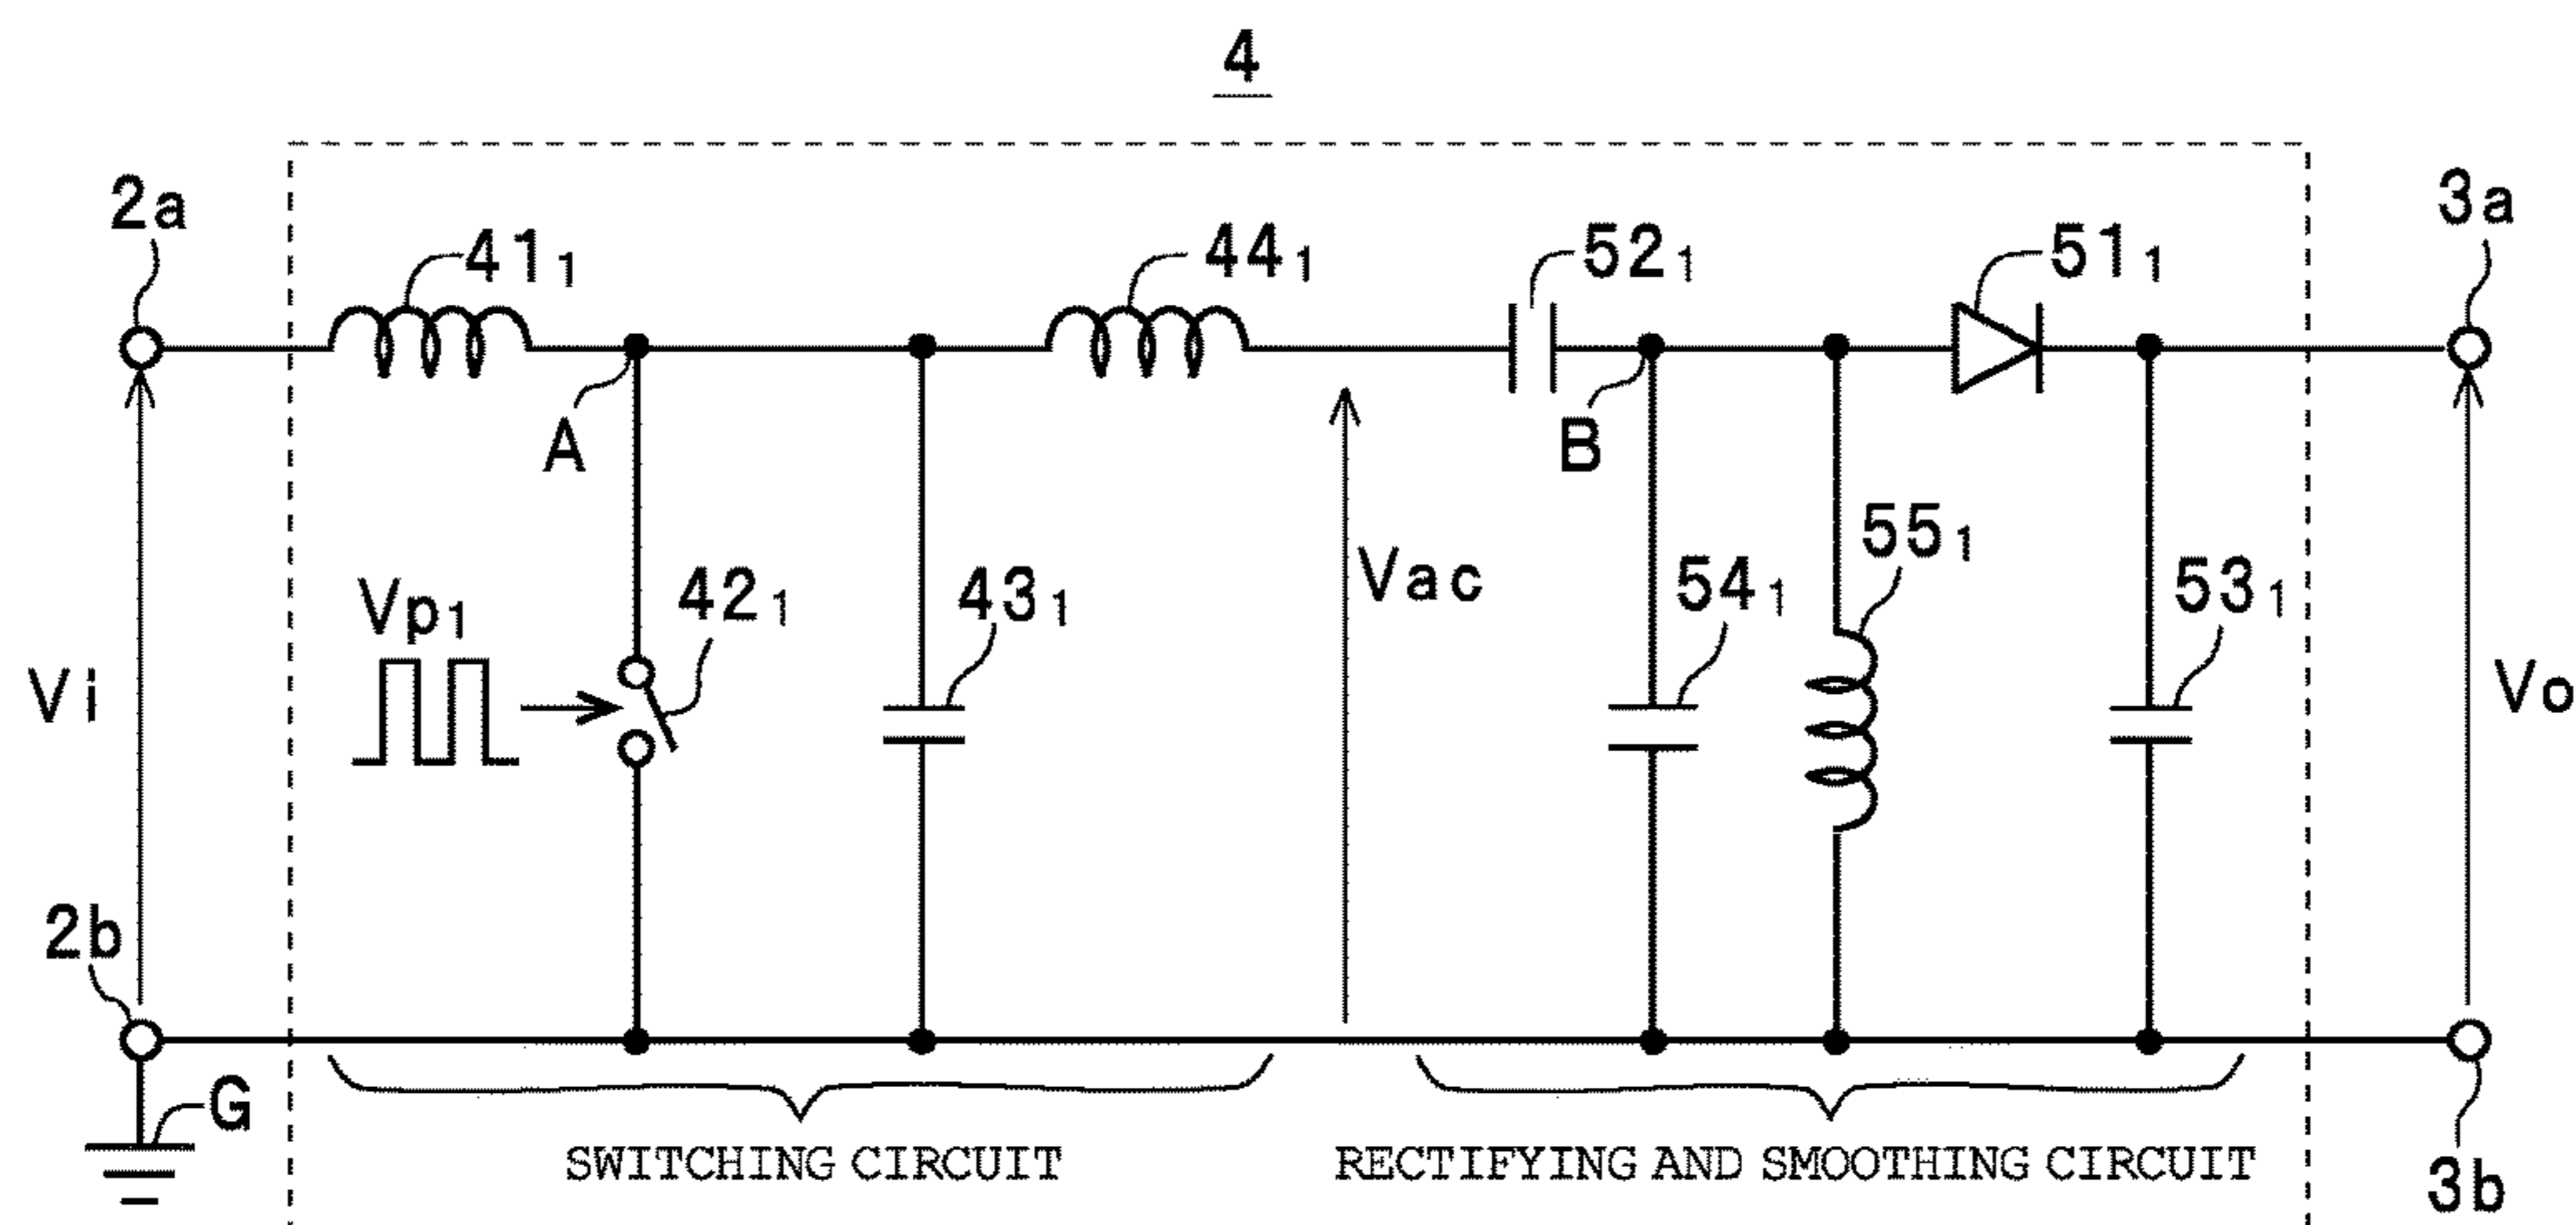 4
2a
3a
41₁
44₁
52₁
51₁
A
B
Vp₁
42₁
43₁
Vac
54₁
55₁
53₁
Vi
Vo
2b
G
SWITCHING CIRCUIT
RECTIFYING AND SMOOTHING CIRCUIT
3b